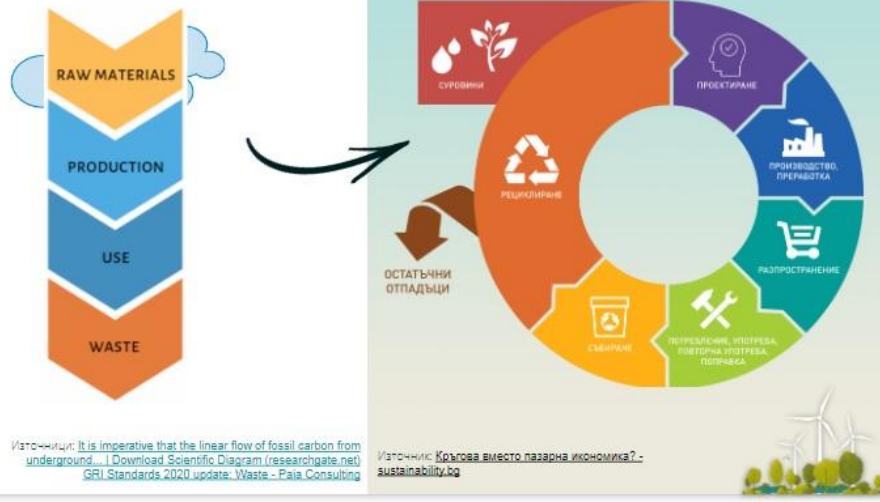 RAW MATERIALS
PRODUCTION
USE
WASTE
Източници: It is imperative that the linear flow of fossil carbon from
underground... | Download Scientific Diagram (researchgate.net)
GRI Standards 2020 update: Waste - Paia Consulting
СУРОВИНИ
ПРОЕКТИРАНЕ
ПРОИЗВОДСТВО,
ПРЕРАБОТКА
РАЗПРОСТРАНЕНИЕ
ПОТРЕБЛЕНИЕ, УПОТРЕБА,
ПОВТОРНА УПОТРЕБА,
ПОПРАВКА
СЪБИРАНЕ
РЕЦИКЛИРАНЕ
ОСТАТЪЧНИ
ОТПАДЪЦИ
Източник: Кръгова вместо пазарна икономика? -
sustainability.bg